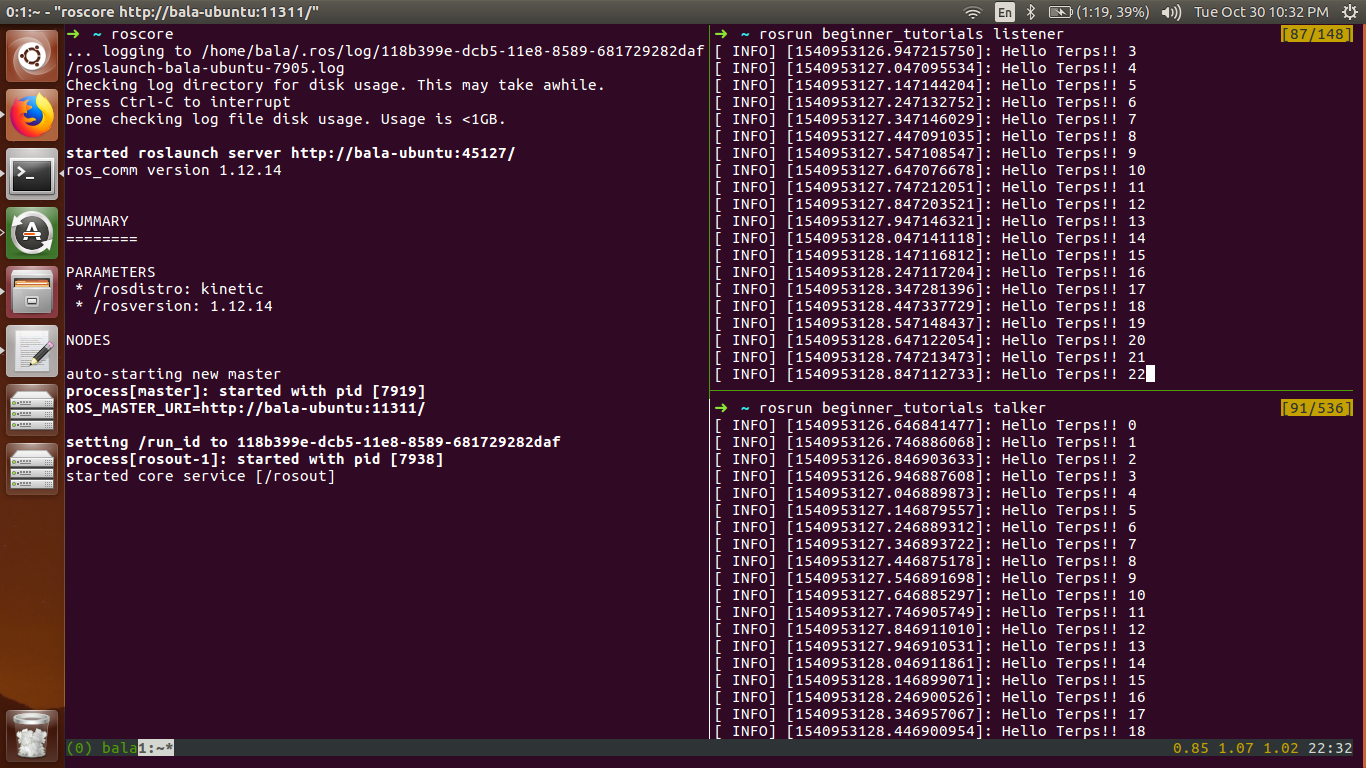 0:1:~ - "roscore http://bala-ubuntu:11311/"
En
(1:19, 39%)
Tue Oct 30 10:32 PM
➜ ~ roscore
... logging to /home/bala/.ros/log/118b399e-dcb5-11e8-8589-681729282daf
/roslaunch-bala-ubuntu-7905.log
Checking log directory for disk usage. This may take awhile.
Press Ctrl-C to interrupt
Done checking log file disk usage. Usage is <1GB.
started roslaunch server http://bala-ubuntu:45127/
ros_comm version 1.12.14
SUMMARY
========
PARAMETERS
* /rosdistro: kinetic
* /rosversion: 1.12.14
NODES
auto-starting new master
process[master]: started with pid [7919]
ROS_MASTER_URI=http://bala-ubuntu:11311/
setting /run_id to 118b399e-dcb5-11e8-8589-681729282daf
process[rosout-1]: started with pid [7938]
started core service [/rosout]
➜ ~ rosrun beginner_tutorials listener [87/148]
[ INFO] [1540953126.947215750]: Hello Terps!! 3
[ INFO] [1540953127.047095534]: Hello Terps!! 4
[ INFO] [1540953127.147144204]: Hello Terps!! 5
[ INFO] [1540953127.247132752]: Hello Terps!! 6
[ INFO] [1540953127.347146029]: Hello Terps!! 7
[ INFO] [1540953127.447091035]: Hello Terps!! 8
[ INFO] [1540953127.547108547]: Hello Terps!! 9
[ INFO] [1540953127.647076678]: Hello Terps!! 10
[ INFO] [1540953127.747212051]: Hello Terps!! 11
[ INFO] [1540953127.847203521]: Hello Terps!! 12
[ INFO] [1540953127.947146321]: Hello Terps!! 13
[ INFO] [1540953128.047141118]: Hello Terps!! 14
[ INFO] [1540953128.147116812]: Hello Terps!! 15
[ INFO] [1540953128.247117204]: Hello Terps!! 16
[ INFO] [1540953128.347281396]: Hello Terps!! 17
[ INFO] [1540953128.447337729]: Hello Terps!! 18
[ INFO] [1540953128.547148437]: Hello Terps!! 19
[ INFO] [1540953128.647122054]: Hello Terps!! 20
[ INFO] [1540953128.747213473]: Hello Terps!! 21
[ INFO] [1540953128.847112733]: Hello Terps!! 22
➜ ~ rosrun beginner_tutorials talker [91/536]
[ INFO] [1540953126.646841477]: Hello Terps!! 0
[ INFO] [1540953126.746886068]: Hello Terps!! 1
[ INFO] [1540953126.846903633]: Hello Terps!! 2
[ INFO] [1540953126.946887608]: Hello Terps!! 3
[ INFO] [1540953127.046889873]: Hello Terps!! 4
[ INFO] [1540953127.146879557]: Hello Terps!! 5
[ INFO] [1540953127.246889312]: Hello Terps!! 6
[ INFO] [1540953127.346893722]: Hello Terps!! 7
[ INFO] [1540953127.446875178]: Hello Terps!! 8
[ INFO] [1540953127.546891698]: Hello Terps!! 9
[ INFO] [1540953127.646885297]: Hello Terps!! 10
[ INFO] [1540953127.746905749]: Hello Terps!! 11
[ INFO] [1540953127.846911010]: Hello Terps!! 12
[ INFO] [1540953127.946910531]: Hello Terps!! 13
[ INFO] [1540953128.046911861]: Hello Terps!! 14
[ INFO] [1540953128.146899071]: Hello Terps!! 15
[ INFO] [1540953128.246900526]: Hello Terps!! 16
[ INFO] [1540953128.346957067]: Hello Terps!! 17
[ INFO] [1540953128.446900954]: Hello Terps!! 18
(0) bala1:~*
0.85 1.07 1.02 22:32